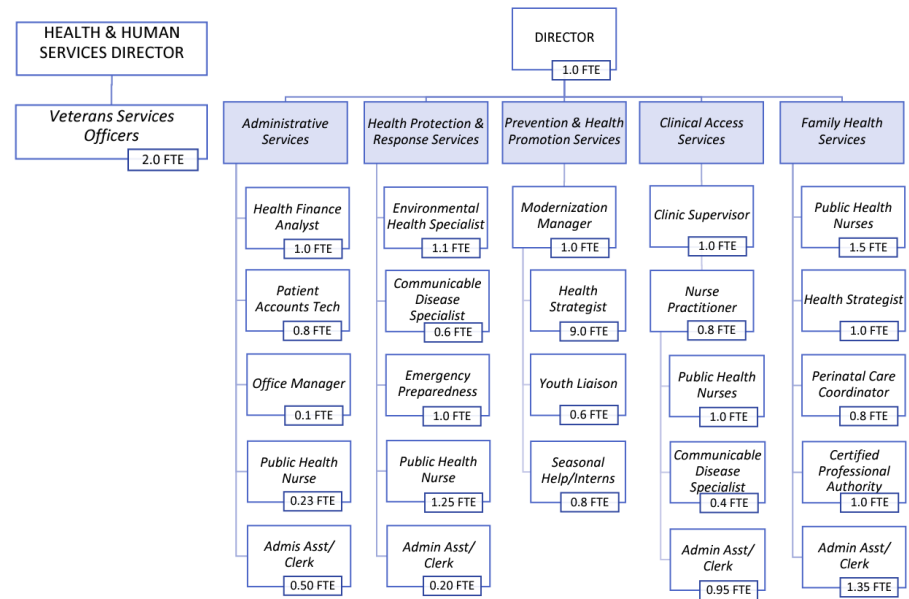 HEALTH & HUMAN
SERVICES DIRECTOR
Veterans Services
Officers
2.0 FTE
DIRECTOR
1.0 FTE
Administrative
Services
Health Finance
Analyst
1.0 FTE
Patient
Accounts Tech
0.8 FTE
Office Manager
0.1 FTE
Public Health
Nurse
0.23 FTE
Admis Asst/
Clerk
0.50 FTE
Health Protection &
Response Services
Environmental
Health Specialist
1.1 FTE
Communicable
Disease
Specialist
0.6 FTE
Emergency
Preparedness
1.0 FTE
Public Health
Nurse
1.25 FTE
Admin Asst/
Clerk
0.20 FTE
Prevention & Health
Promotion Services
Modernization
Manager
1.0 FTE
Health
Strategist
9.0 FTE
Youth Liaison
0.6 FTE
Seasonal
Help/Interns
0.8 FTE
Clinical Access
Services
Clinic Supervisor
1.0 FTE
Nurse
Practitioner
0.8 FTE
Public Health
Nurses
1.0 FTE
Communicable
Disease
Specialist
0.4 FTE
Admin Asst/
Clerk
0.95 FTE
Family Health
Services
Public Health
Nurses
1.5 FTE
Health Strategist
1.0 FTE
Perinatal Care
Coordinator
0.8 FTE
Certified
Professional
Authority
1.0 FTE
Admin Asst/
Clerk
1.35 FTE